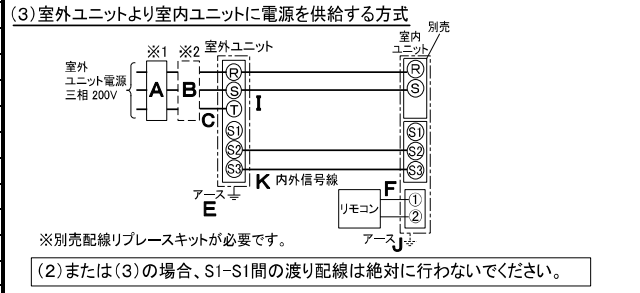 (3)室外ユニットより室内ユニットに電源を供給する方式
※1 ※2 室外ユニット
室内ユニット 別売
室外
ユニット電源
三相 200V
A B C
R
S
T
S1
S2
S3
I
K 内外信号線
アース
E
R
S
S1
S2
S3
F
リモコン
①
②
アース J
※別売配線リプレースキットが必要です。
(2)または(3)の場合、S1-S1間の渡り配線は絶対に行わないでください。